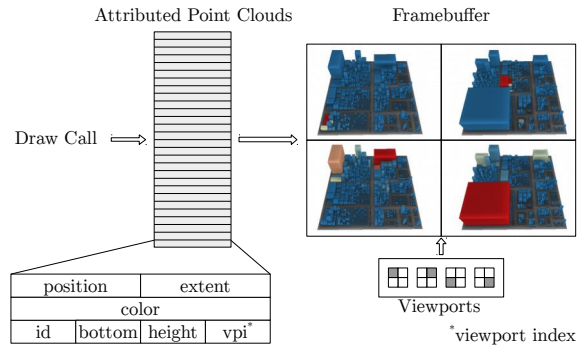 Attributed Point Clouds Framebuffer
Draw Call
position extent
color
id bottom height vpi*
Viewports
*viewport index